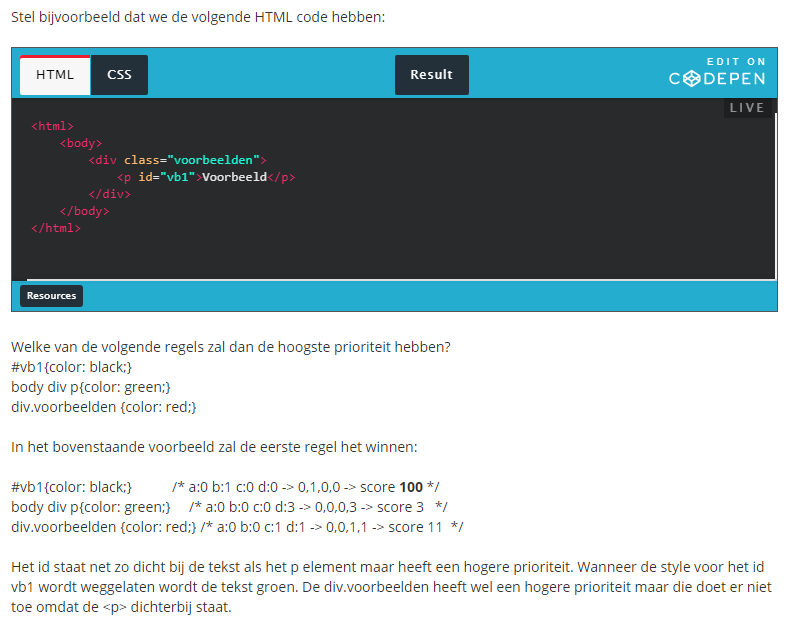 Stel bijvoorbeeld dat we de volgende HTML code hebben:
HTML CSS Result EDIT ON CODEPEN
LIVE
<html>
<body>
<div class="voorbeelden">
<p id="vb1">Voorbeeld</p>
</div>
</body>
</html>
Resources
Welke van de volgende regels zal dan de hoogste prioriteit hebben?
#vb1{color: black;}
body div p{color: green;}
div.voorbeelden {color: red;}
In het bovenstaande voorbeeld zal de eerste regel het winnen:
#vb1{color: black;} /* a:0 b:1 c:0 d:0 -> 0,1,0,0 -> score 100 */
body div p{color: green;} /* a:0 b:0 c:0 d:3 -> 0,0,0,3 -> score 3 */
div.voorbeelden {color: red;} /* a:0 b:0 c:1 d:1 -> 0,0,1,1 -> score 11 */
Het id staat net zo dicht bij de tekst als het p element maar heeft een hogere prioriteit. Wanneer de style voor het id
vb1 wordt weggelaten wordt de tekst groen. De div.voorbeelden heeft wel een hogere prioriteit maar die doet er niet
toe omdat de <p> dichterbij staat.